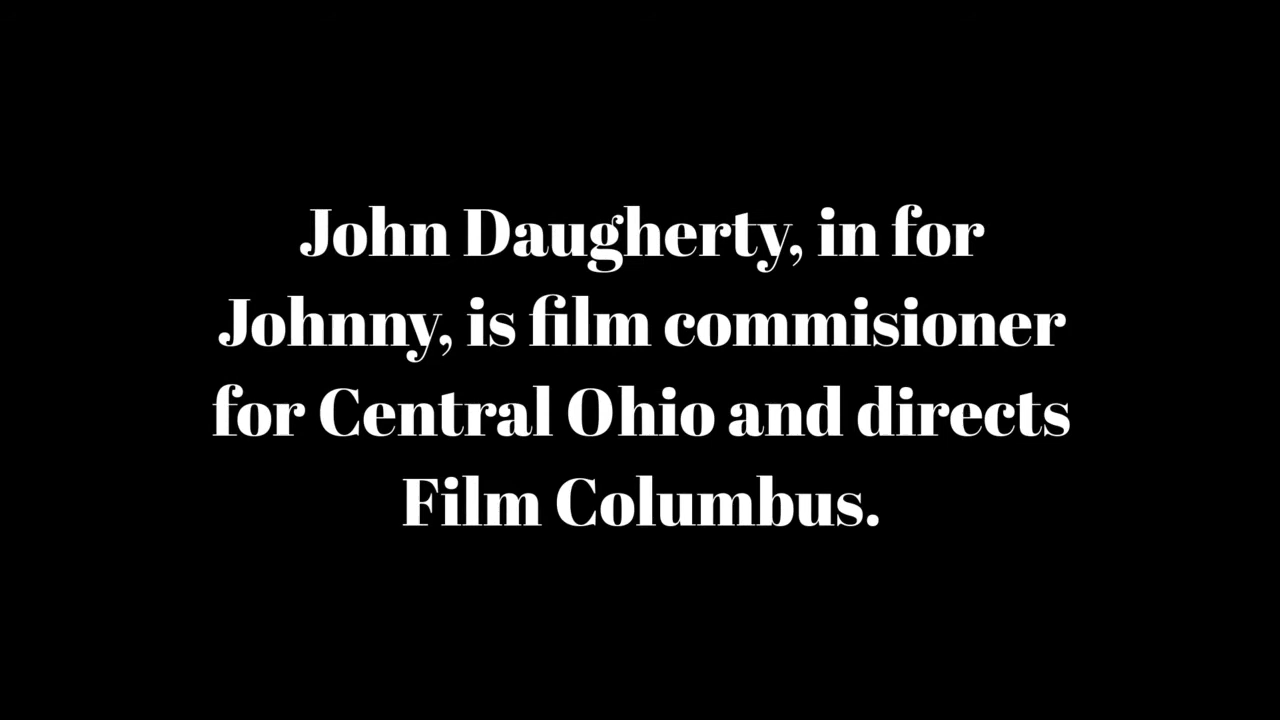 John Daugherty, in for
Johnny, is film commisioner
for Central Ohio and directs
Film Columbus.